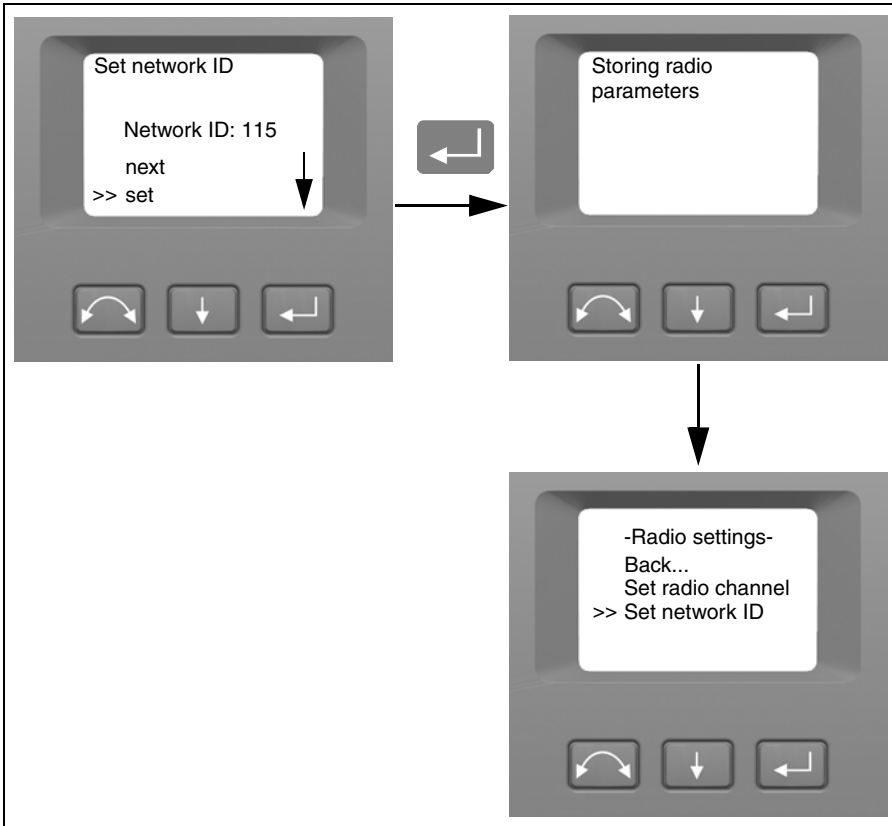 Set network ID
Network ID: 115
next
>> set
Storing radio
parameters
-Radio settings-
Back...
Set radio channel
>> Set network ID